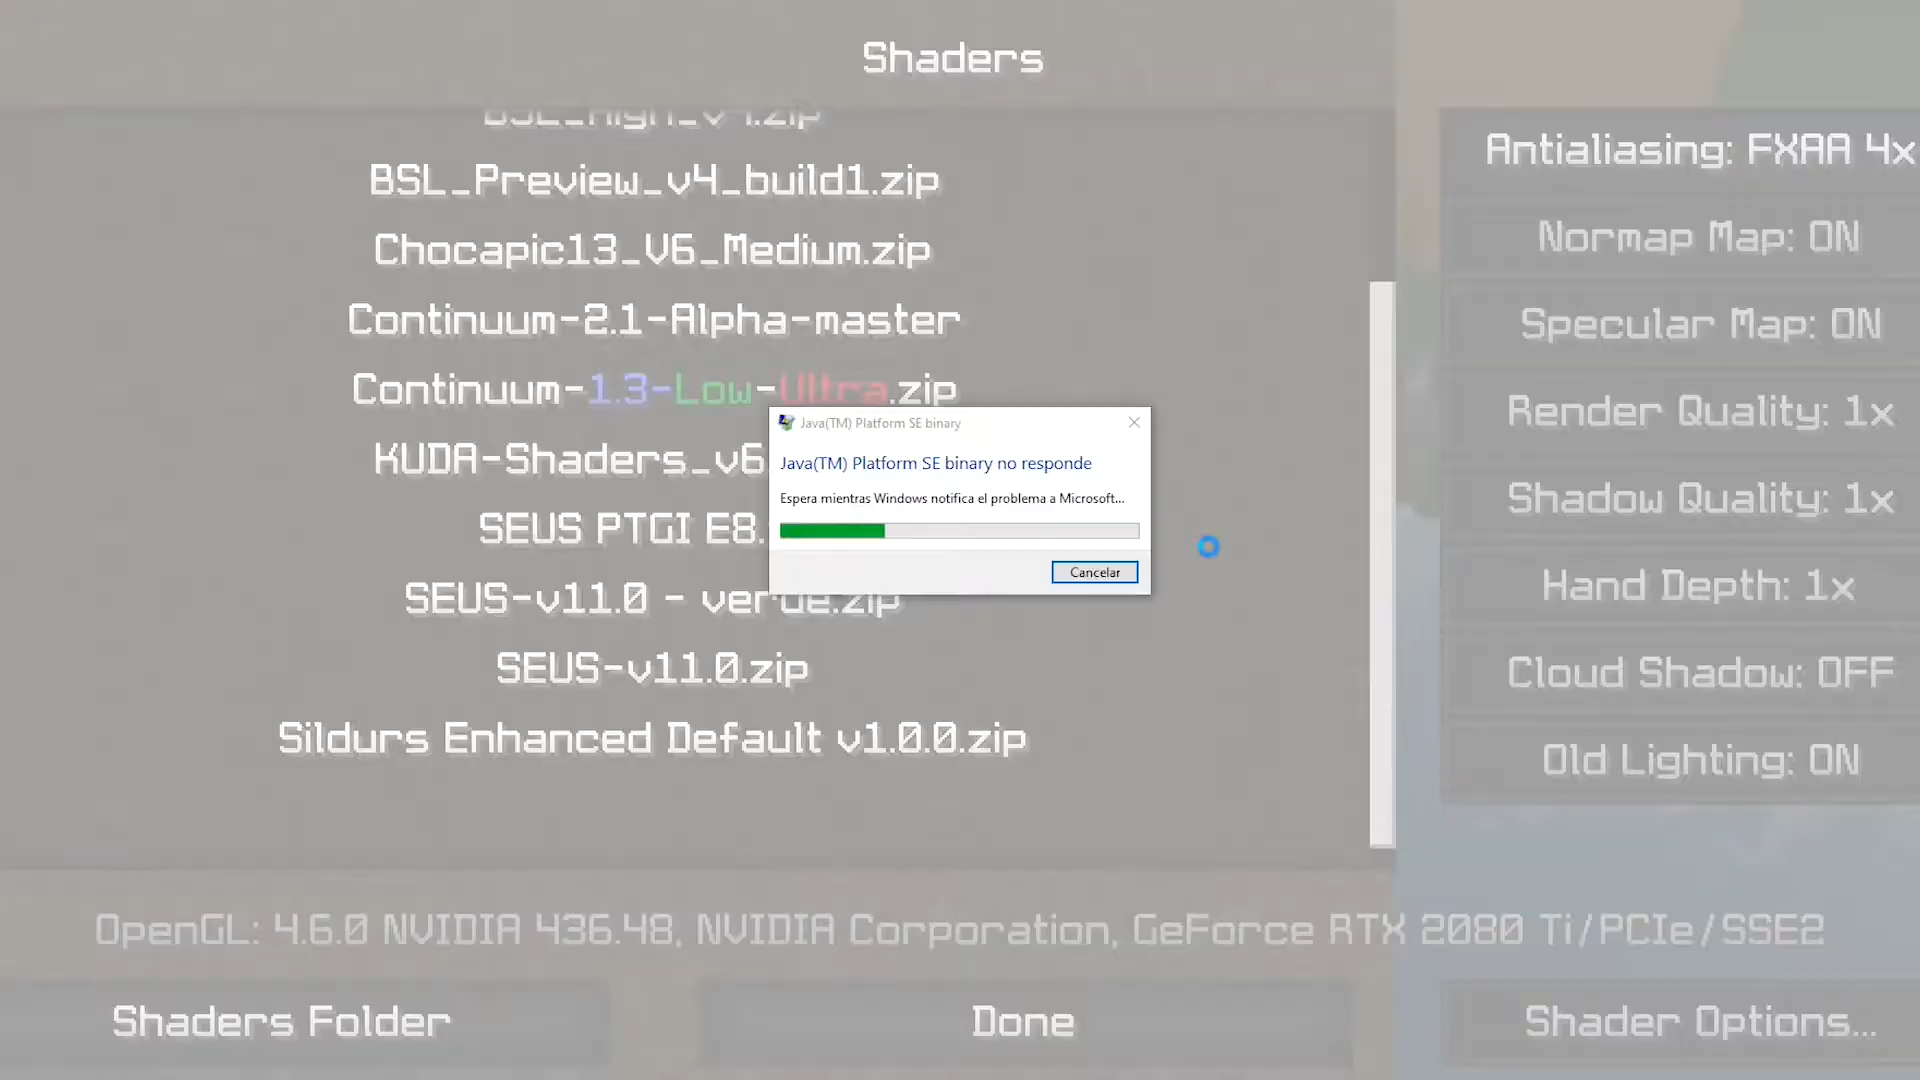 Shaders
BSL_High_v4.zip
BSL_Preview_v4_build1.zip
Chocapic13_V6_Medium.zip
Continuum-2.1-Alpha-master
Continuum-1.3-Low-Ultra.zip
KUDA-Shaders_v6
SEUS PTGI E8.
SEUS-v11.0 - verde.zip
SEUS-v11.0.zip
Sildurs Enhanced Default v1.0.0.zip
Java(TM) Platform SE binary
Java(TM) Platform SE binary no responde
Espera mientras Windows notifica el problema a Microsoft...
Cancelar
Antialiasing: FXAA 4x
Normap Map: ON
Specular Map: ON
Render Quality: 1x
Shadow Quality: 1x
Hand Depth: 1x
Cloud Shadow: OFF
Old Lighting: ON
OpenGL: 4.6.0 NVIDIA 436.48, NVIDIA Corporation, GeForce RTX 2080 Ti/PCIe/SSE2
Shaders Folder
Done
Shader Options...